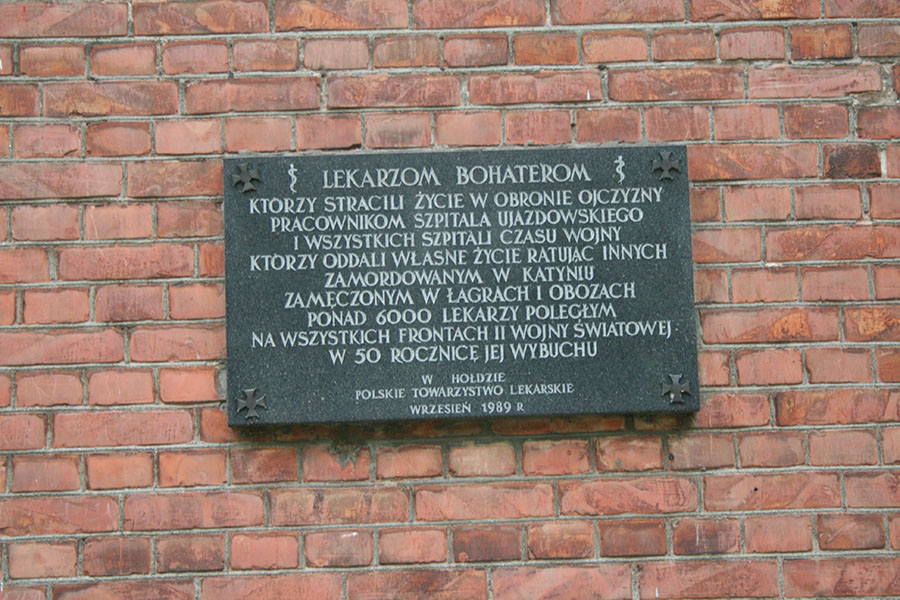 LEKARZOM BOHATEROM
KTORZY STRACILI ŻYCIE W OBRONIE OJCZYZNY
PRACOWNIKOM SZPITALA UJAZDOWSKIEGO
I WSZYSTKICH SZPITALI CZASU WOJNY
KTORZY ODDALI WŁASNE ŻYCIE RATUJĄC INNYCH
ZAMORDOWANYM W KATYNIU
ZAMĘCZONYM W ŁAGRACH I OBOZACH
PONAD 6000 LEKARZY POLEGŁYM
NA WSZYSTKICH FRONTACH II WOJNY ŚWIATOWEJ
W 50 ROCZNICĘ JEJ WYBUCHU
W HOŁDZIE
POLSKIE TOWARZYSTWO LEKARSKIE
WRZESIEŃ 1989 R